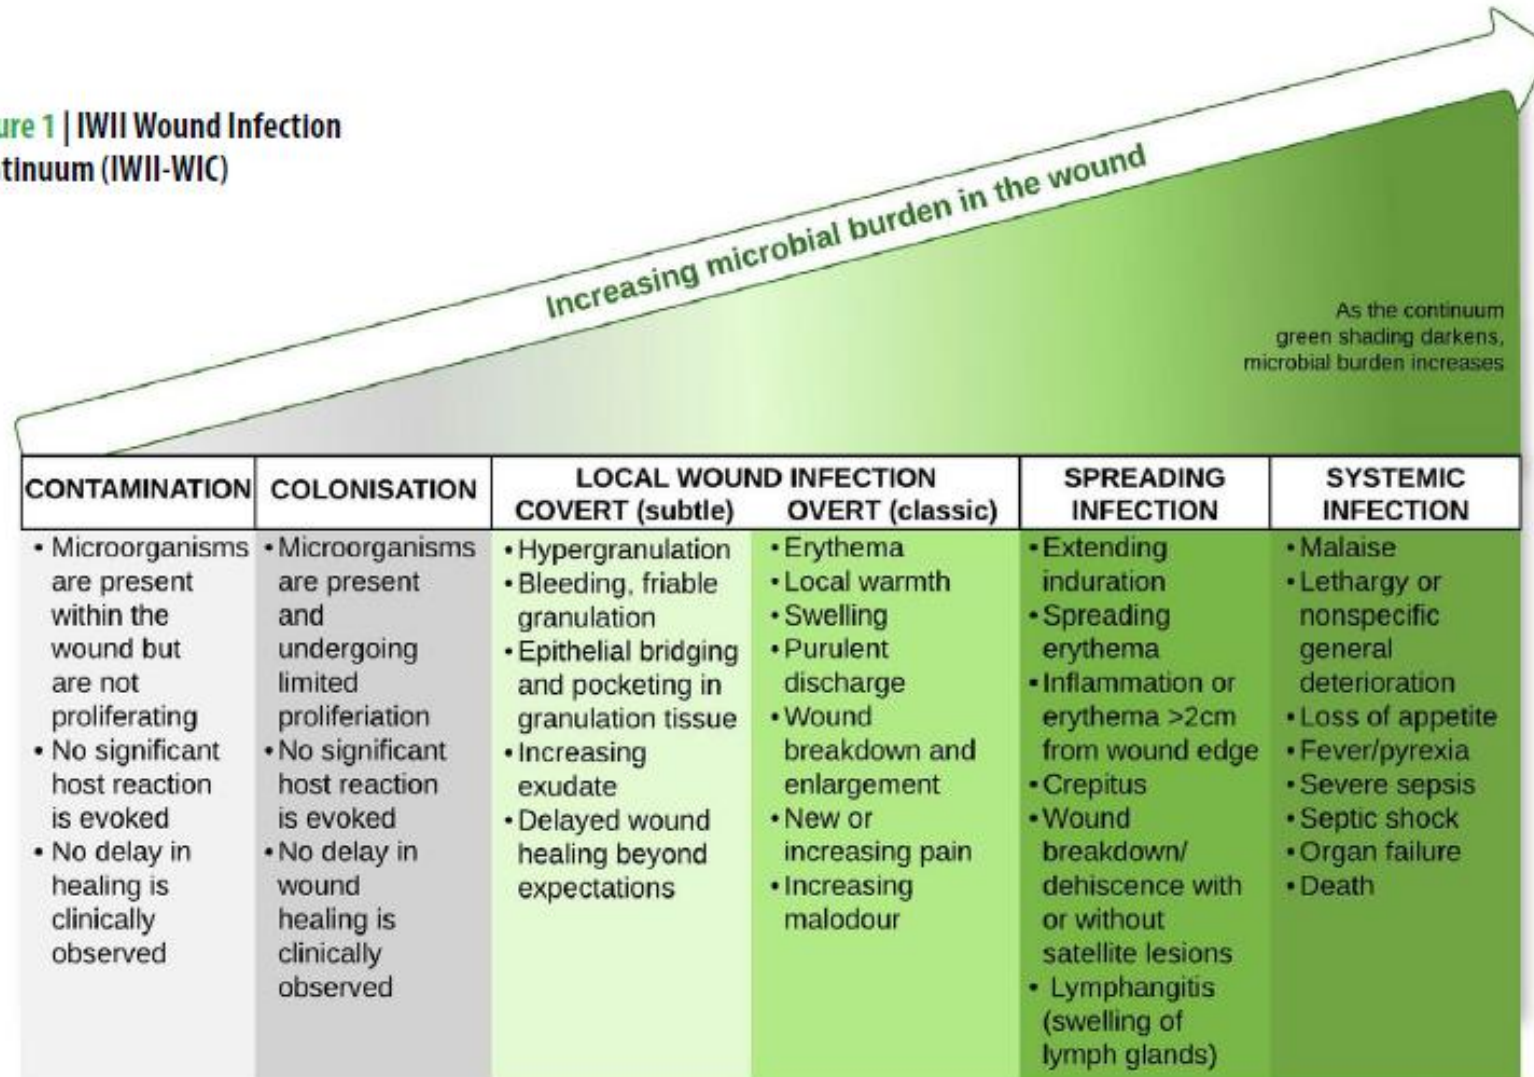 ure 1 | IWII Wound Infection
tinuum (IWII-WIC)
Increasing microbial burden in the wound
As the continuum
green shading darkens,
microbial burden increases
CONTAMINATION
• Microorganisms
are present
within the
wound but
are not
proliferating
• No significant
host reaction
is evoked
• No delay in
healing is
clinically
observed
COLONISATION
• Microorganisms
are present
and
undergoing
limited
proliferiation
• No significant
host reaction
is evoked
• No delay in
wound
healing is
clinically
observed
LOCAL WOUND INFECTION
COVERT (subtle)
• Hypergranulation
• Bleeding, friable
granulation
• Epithelial bridging
and pocketing in
granulation tissue
• Increasing
exudate
• Delayed wound
healing beyond
expectations
OVERT (classic)
• Erythema
• Local warmth
• Swelling
• Purulent
discharge
• Wound
breakdown and
enlargement
• New or
increasing pain
• Increasing
malodour
SPREADING
INFECTION
• Extending
induration
• Spreading
erythema
• Inflammation or
erythema >2cm
from wound edge
• Crepitus
• Wound
breakdown/
dehiscence with
or without
satellite lesions
• Lymphangitis
(swelling of
lymph glands)
SYSTEMIC
INFECTION
• Malaise
• Lethargy or
nonspecific
general
deterioration
• Loss of appetite
• Fever/pyrexia
• Severe sepsis
• Septic shock
• Organ failure
• Death